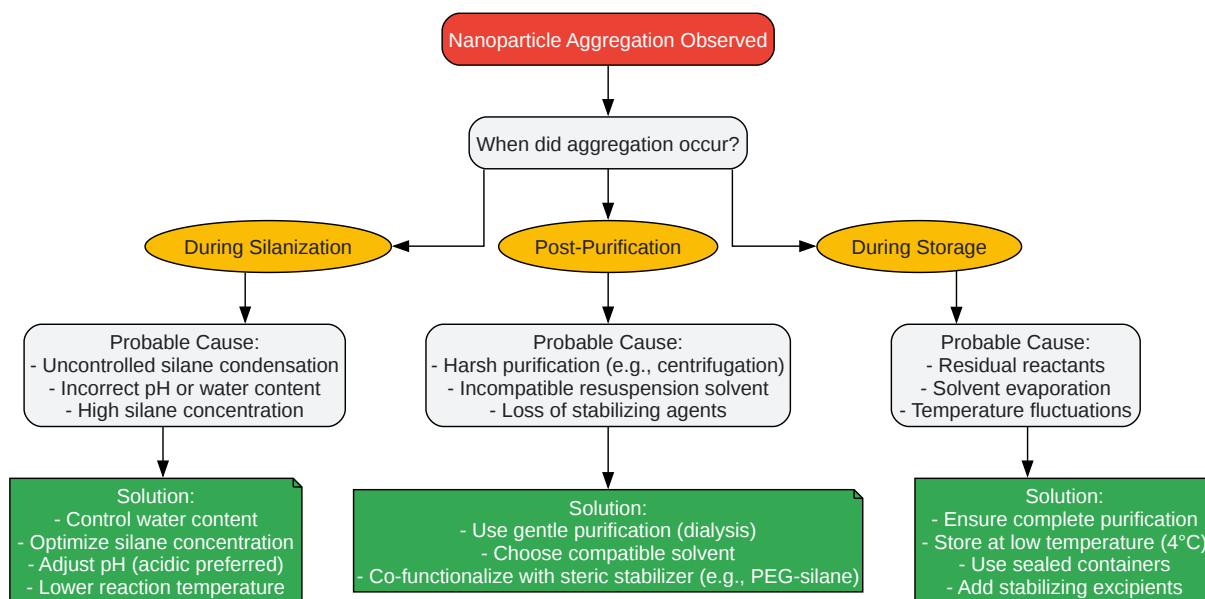 Nanoparticle Aggregation Observed
When did aggregation occur?
During Silanization
Post-Purification
During Storage
Probable Cause:
- Uncontrolled silane condensation
- Incorrect pH or water content
- High silane concentration
Probable Cause:
- Harsh purification (e.g., centrifugation)
- Incompatible resuspension solvent
- Loss of stabilizing agents
Probable Cause:
- Residual reactants
- Solvent evaporation
- Temperature fluctuations
Solution:
- Control water content
- Optimize silane concentration
- Adjust pH (acidic preferred)
- Lower reaction temperature
Solution:
- Use gentle purification (dialysis)
- Choose compatible solvent
- Co-functionalize with steric stabilizer (e.g., PEG-silane)
Solution:
- Ensure complete purification
- Store at low temperature (4°C)
- Use sealed containers
- Add stabilizing excipients